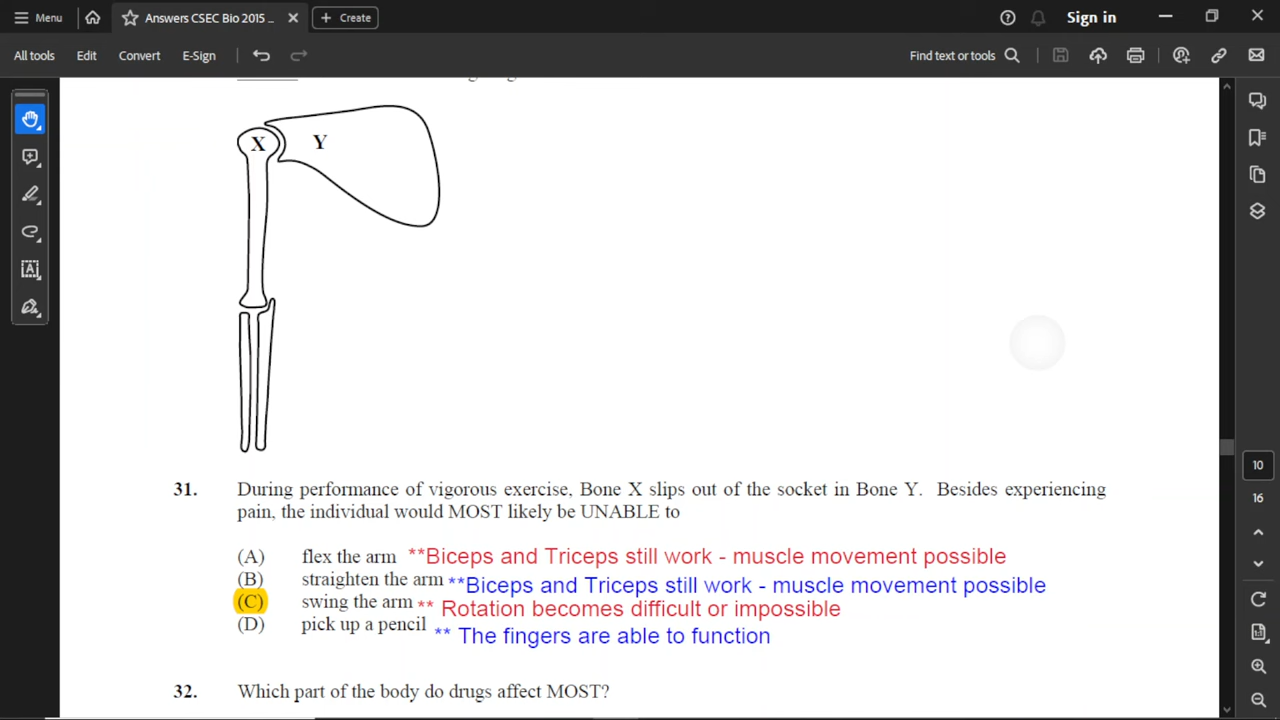 Menu
Answers CSEC Bio 2015 ...
Create
Sign in
All tools
Edit
Convert
E-Sign
Find text or tools
X
Y
10
16
31. During performance of vigorous exercise, Bone X slips out of the socket in Bone Y. Besides experiencing
pain, the individual would MOST likely be UNABLE to
(A) flex the arm **Biceps and Triceps still work - muscle movement possible
(B) straighten the arm **Biceps and Triceps still work - muscle movement possible
(C) swing the arm ** Rotation becomes difficult or impossible
(D) pick up a pencil ** The fingers are able to function
32. Which part of the body do drugs affect MOST?